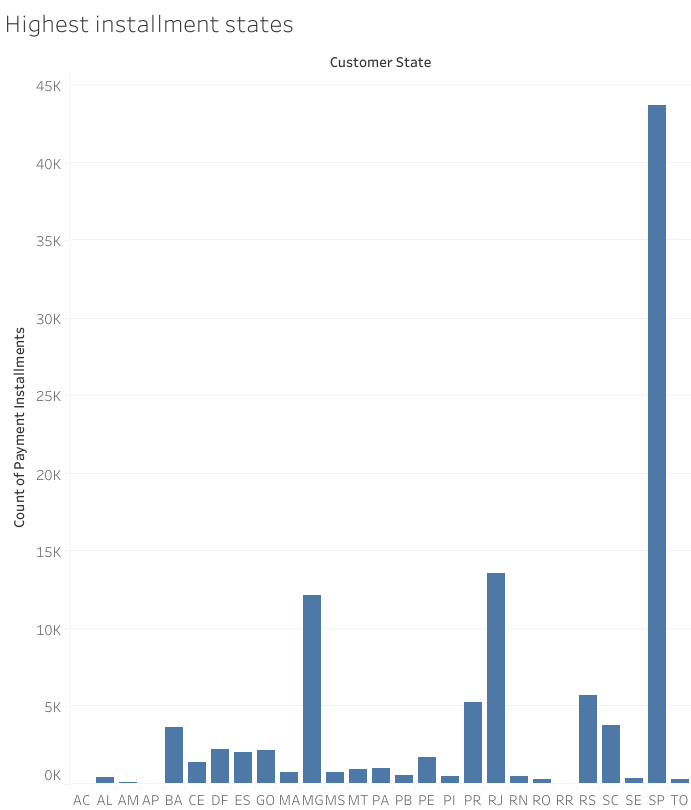 Highest installment states
Customer State
Count of Payment Installments
45K
40K
35K
30K
25K
20K
15K
10K
5K
0K
AC AL AM AP BA CE DF ES GO MA MG MS MT PA PB PE PI PR RJ RN RO RR RS SC SE SP TO